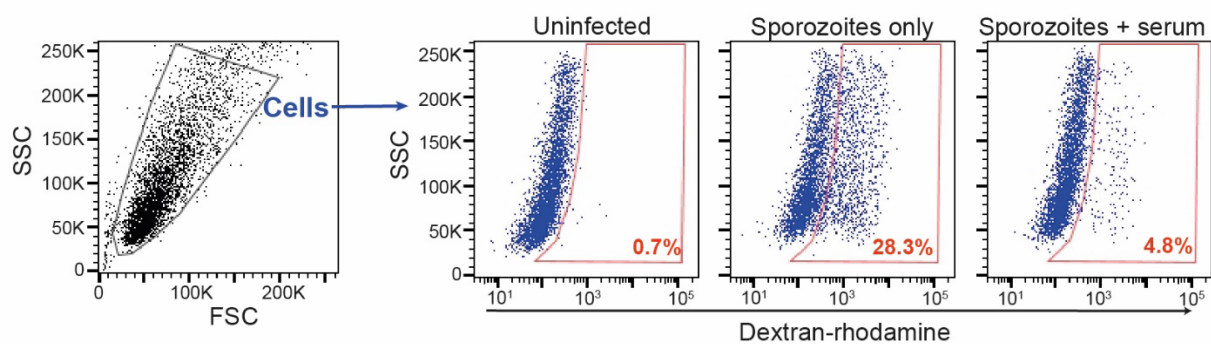 Uninfected
Sporozoites only
Sporozoites + serum
250K
200K
150K
100K
50K
0
SSC
Cells
0
100K
200K
FSC
250K
200K
150K
100K
50K
0
SSC
0.7%
28.3%
4.8%
10¹
10³
10⁵
10¹
10³
10⁵
10¹
10³
10⁵
Dextran-rhodamine